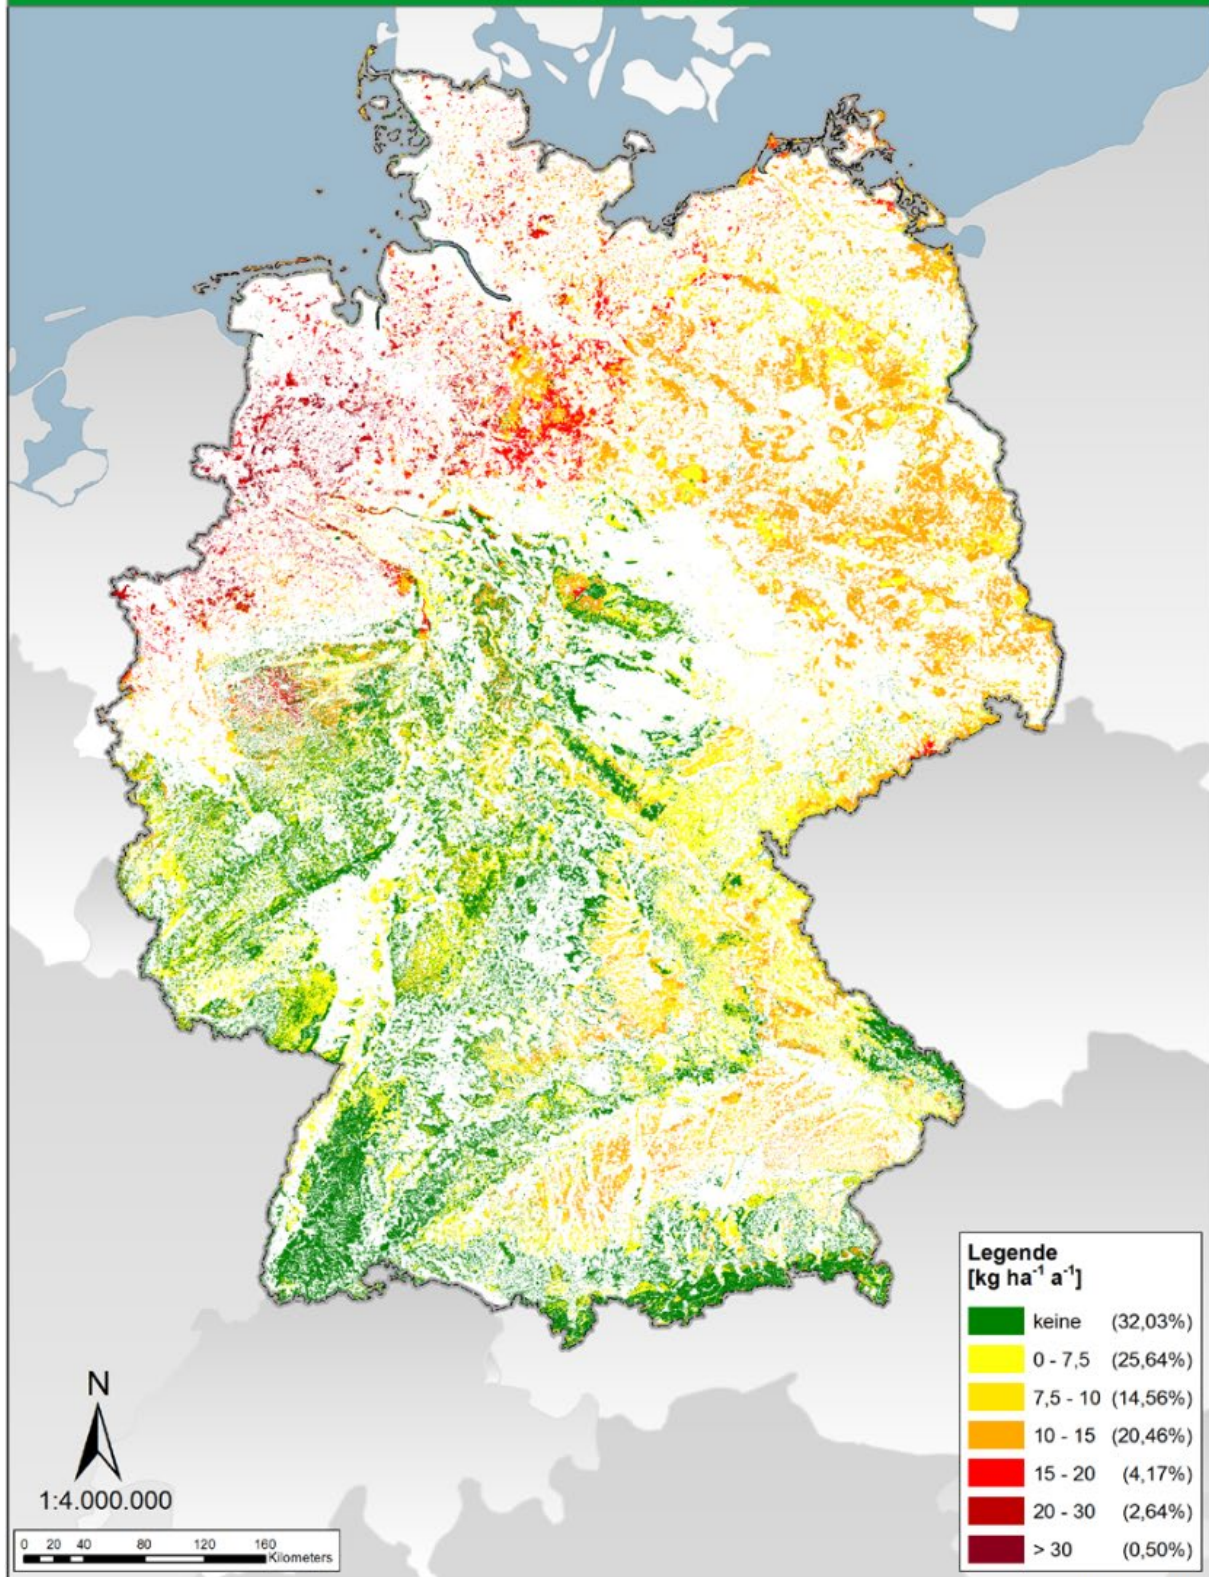 Legende
[kg ha⁻¹ a⁻¹]
keine (32,03%)
0 - 7,5 (25,64%)
7,5 - 10 (14,56%)
10 - 15 (20,46%)
15 - 20 (4,17%)
20 - 30 (2,64%)
> 30 (0,50%)
N
1:4.000.000
0 20 40 80 120 160
Kilometers